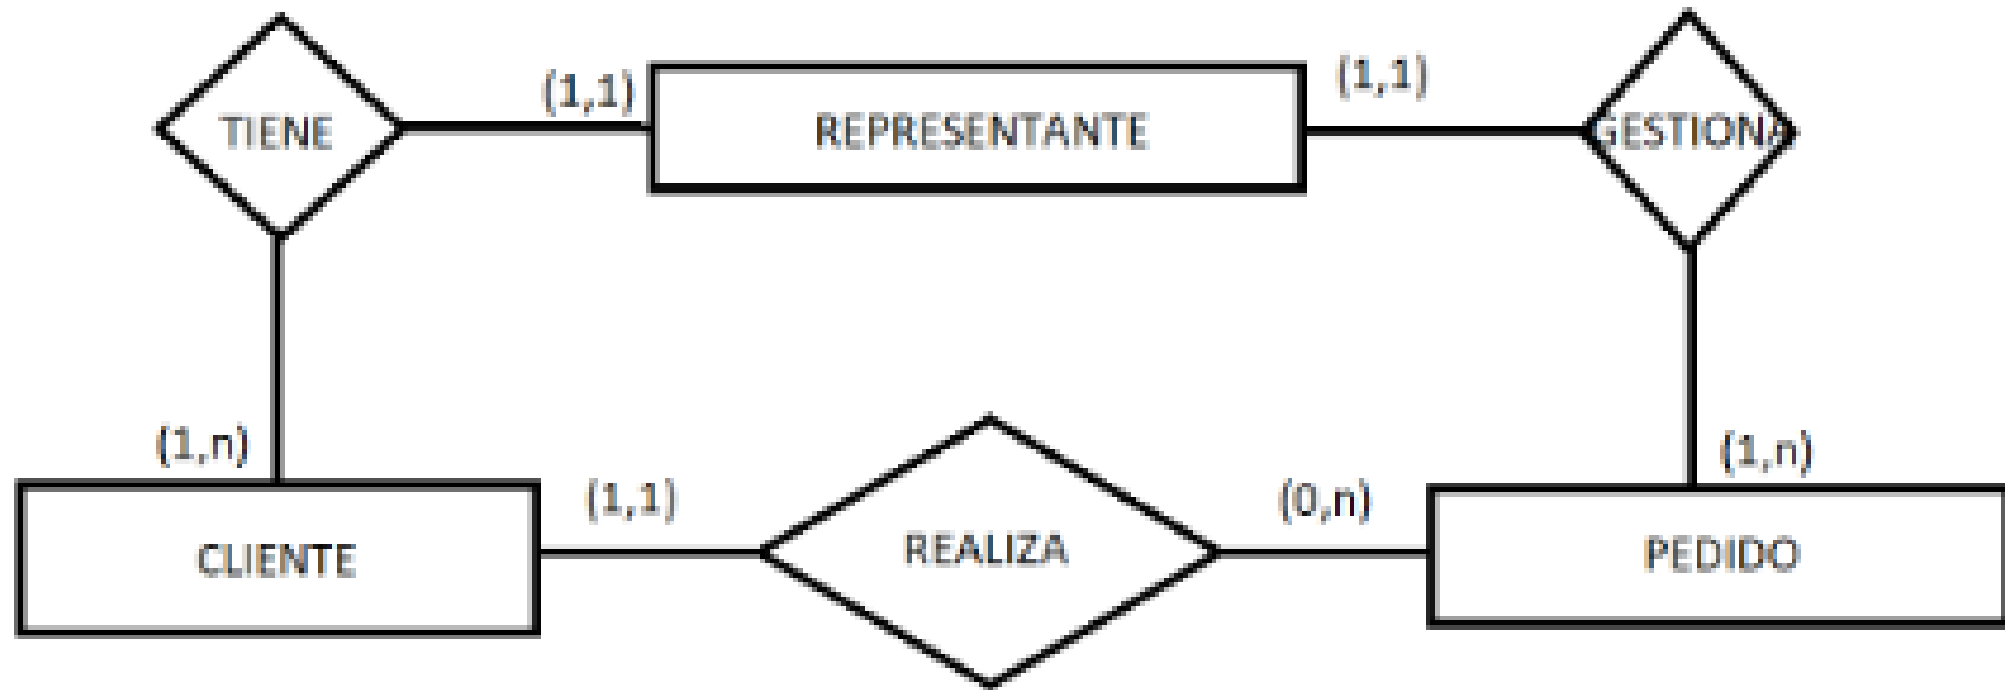 TIENE
(1,1)
REPRESENTANTE
(1,1)
GESTIONA
(1,n)
(1,n)
CLIENTE
(1,1)
REALIZA
(0,n)
PEDIDO